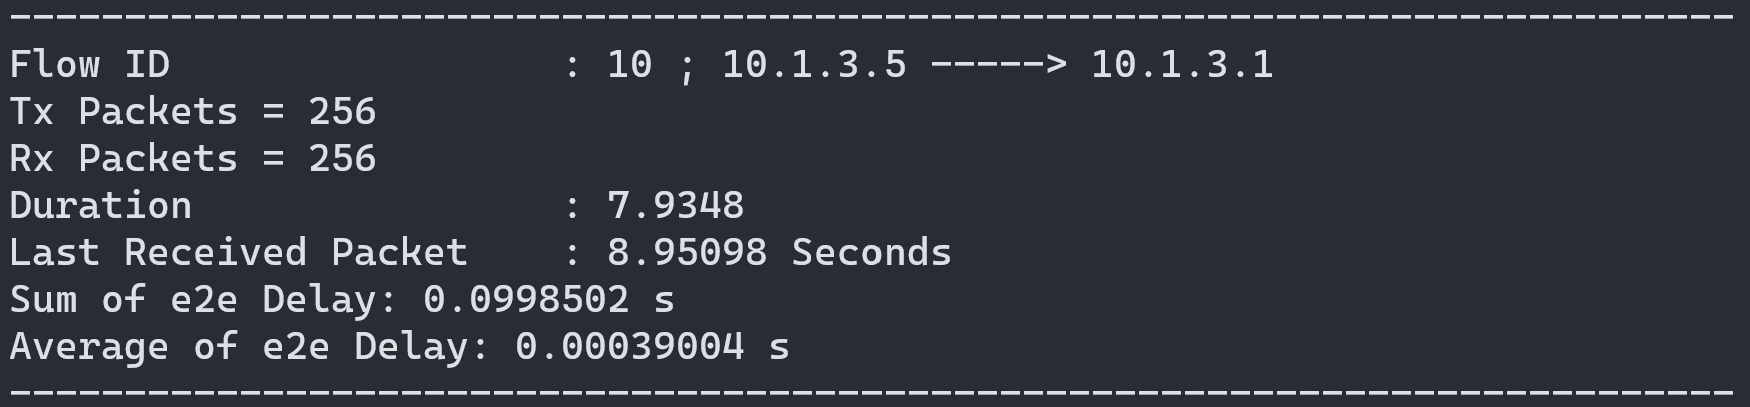 ---------------------------------------------------------------------------
Flow ID                 : 10 ; 10.1.3.5 -----> 10.1.3.1
Tx Packets = 256
Rx Packets = 256
Duration                : 7.9348
Last Received Packet    : 8.95098 Seconds
Sum of e2e Delay: 0.0998502 s
Average of e2e Delay: 0.00039004 s
---------------------------------------------------------------------------